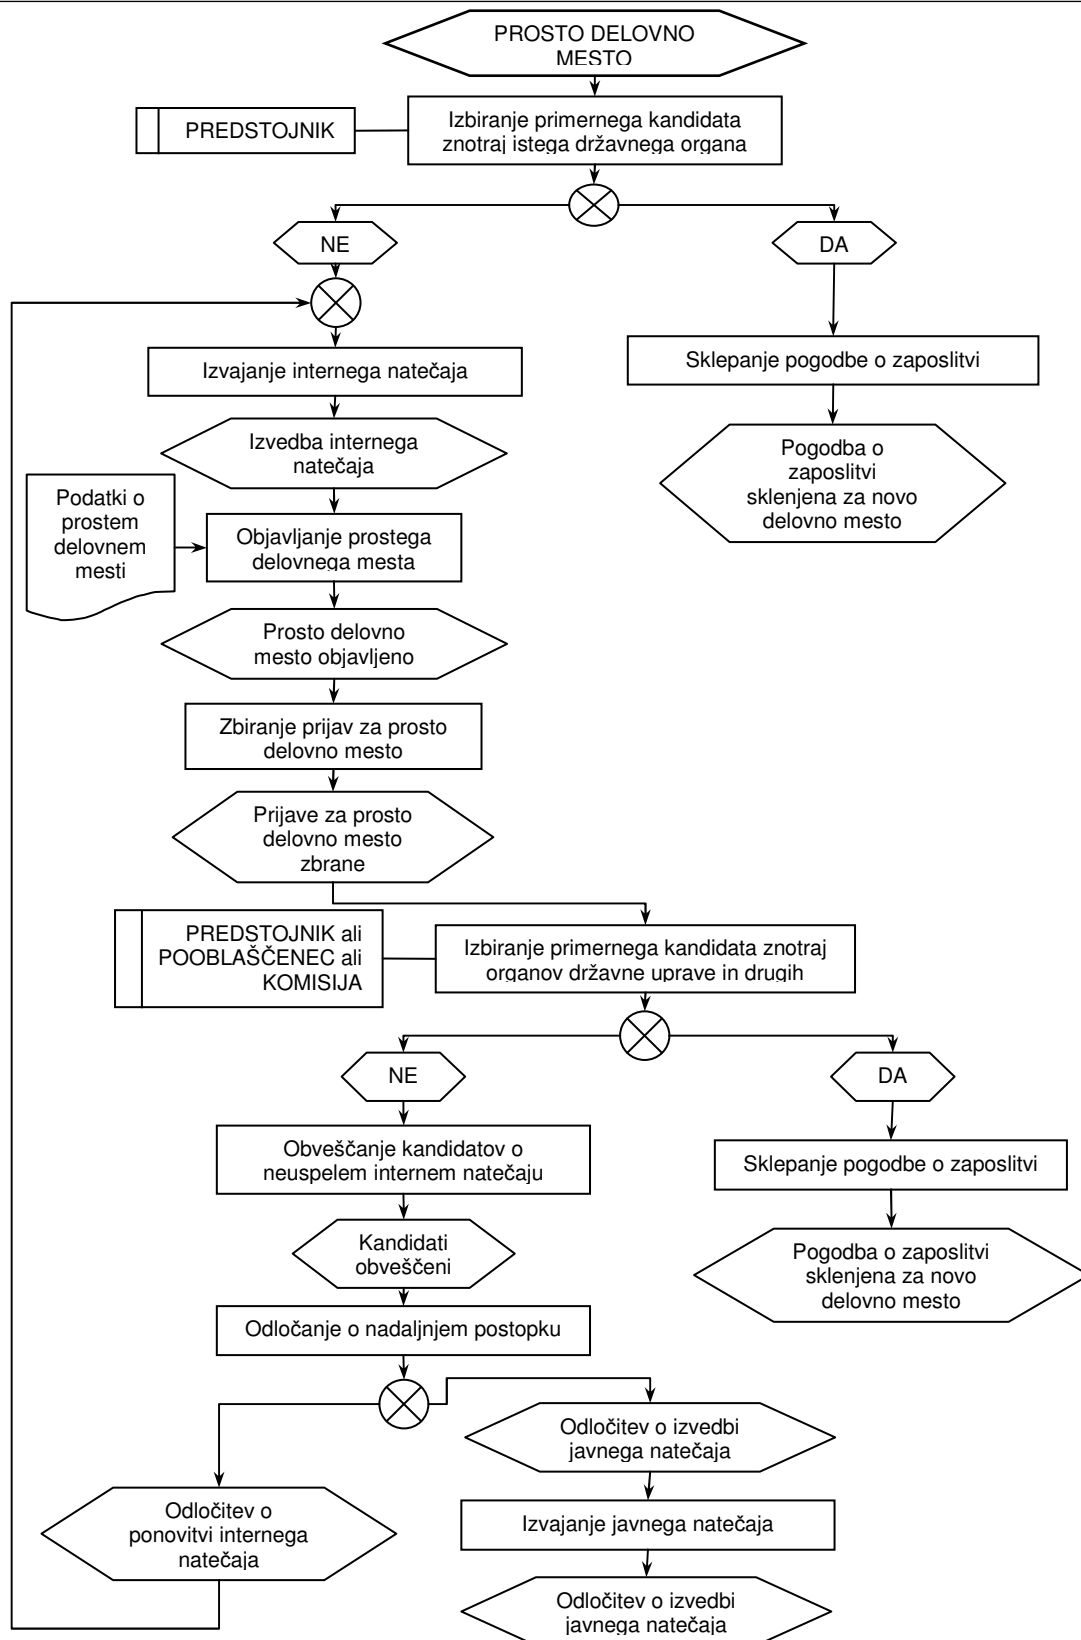 PROSTO DELOVNO
MESTO
PREDSTOJNIK
Izbiranje primernega kandidata
znotraj istega državnega organa
NE
DA
Izvajanje internega natečaja
Sklepanje pogodbe o zaposlitvi
Izvedba internega
natečaja
Pogodba o
zaposlitvi
sklenjena za novo
delovno mesto
Podatki o
prostem
delovnem
mesti
Objavljanje prostega
delovnega mesta
Prosto delovno
mesto objavljeno
Zbiranje prijav za prosto
delovno mesto
Prijave za prosto
delovno mesto
zbrane
PREDSTOJNIK ali
POOBLAŠČENEC ali
KOMISIJA
Izbiranje primernega kandidata znotraj
organov državne uprave in drugih
NE
DA
Obveščanje kandidatov o
neuspelem internem natečaju
Sklepanje pogodbe o zaposlitvi
Kandidati
obveščeni
Pogodba o zaposlitvi
sklenjena za novo
delovno mesto
Odločanje o nadaljnjem postopku
Odločitev o izvedbi
javnega natečaja
Odločitev o
ponovitvi internega
natečaja
Izvajanje javnega natečaja
Odločitev o izvedbi
javnega natečaja